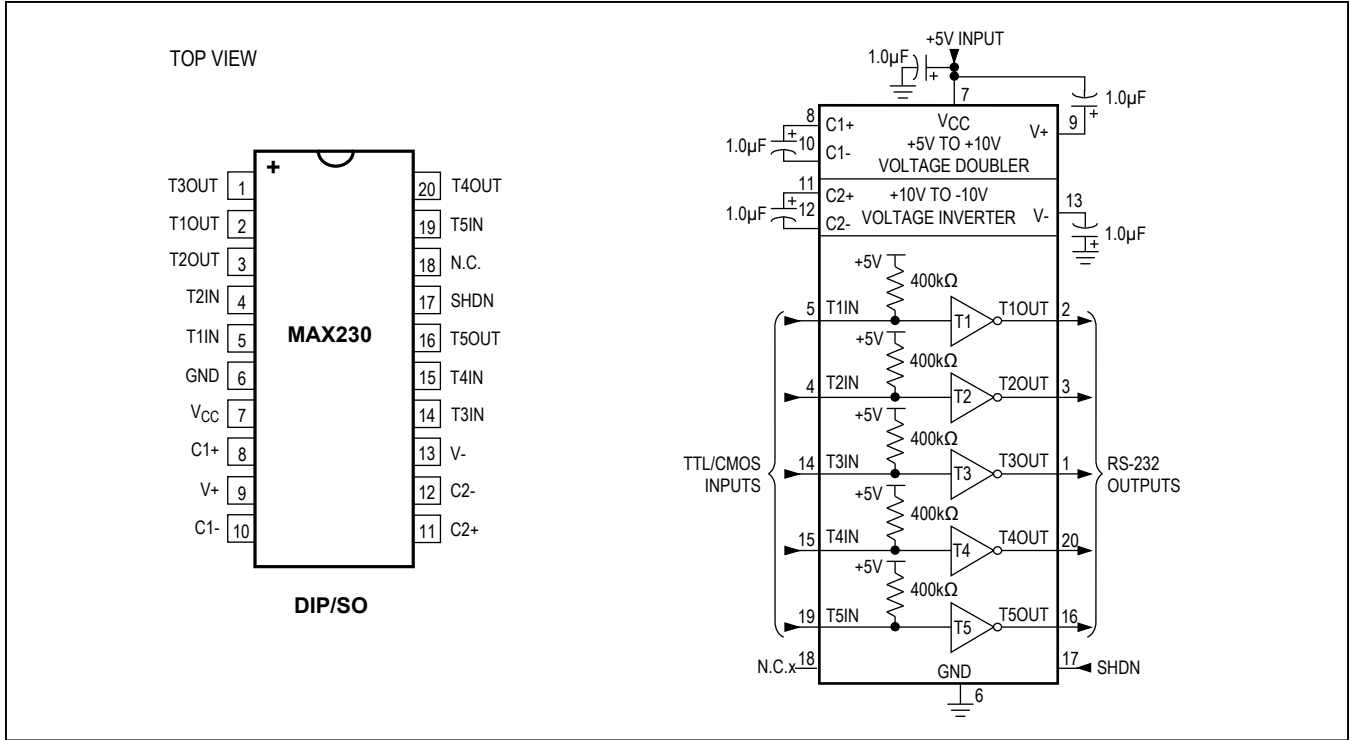 TOP VIEW
+
MAX230
T3OUT 1
T1OUT 2
T2OUT 3
T2IN 4
T1IN 5
GND 6
VCC 7
C1+ 8
V+ 9
C1- 10
20 T4OUT
19 T5IN
18 N.C.
17 SHDN
16 T5OUT
15 T4IN
14 T3IN
13 V-
12 C2-
11 C2+
DIP/SO
+5V INPUT
1.0µF
+
7
1.0µF
+
8 C1+
1.0µF
+
10 C1-
VCC
+5V TO +10V
VOLTAGE DOUBLER
V+ 9
11 C2+
1.0µF
+
12 C2-
+10V TO -10V
VOLTAGE INVERTER
V- 13
1.0µF
+
+5V
400kΩ
5 T1IN T1 T1OUT 2
+5V
400kΩ
4 T2IN T2 T2OUT 3
+5V
400kΩ
TTL/CMOS
INPUTS
14 T3IN T3 T3OUT 1
RS-232
OUTPUTS
+5V
400kΩ
15 T4IN T4 T4OUT 20
+5V
400kΩ
19 T5IN T5 T5OUT 16
N.C.x 18
GND
6
17 SHDN